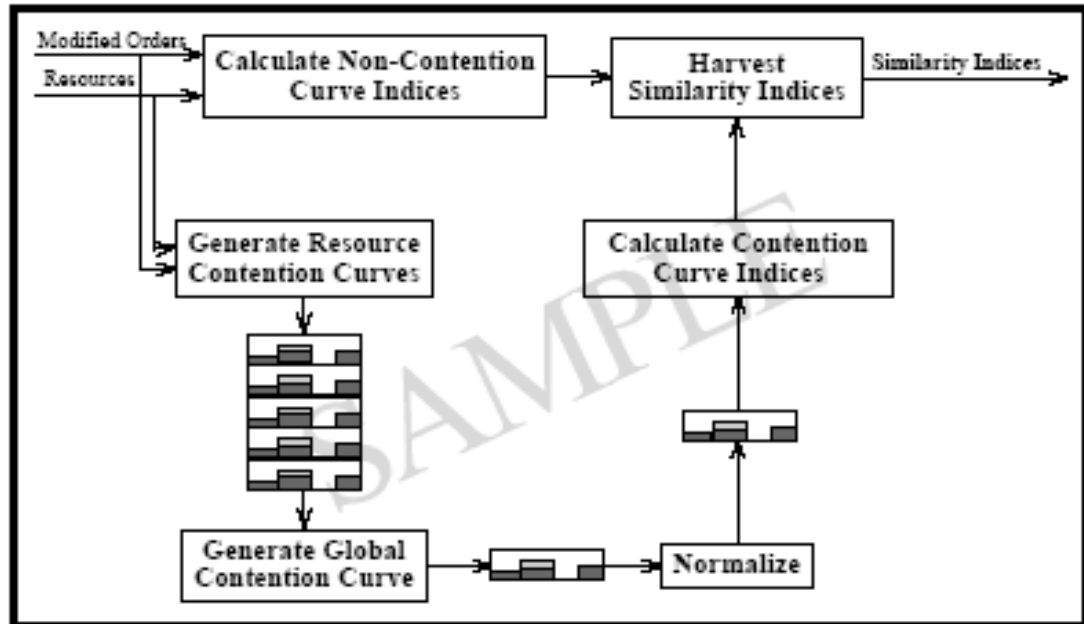 Modified Orders
Resources
Calculate Non-Contention
Curve Indices
Harvest
Similarity Indices
Similarity Indices
Generate Resource
Contention Curves
Calculate Contention
Curve Indices
SAMPLE
Generate Global
Contention Curve
Normalize